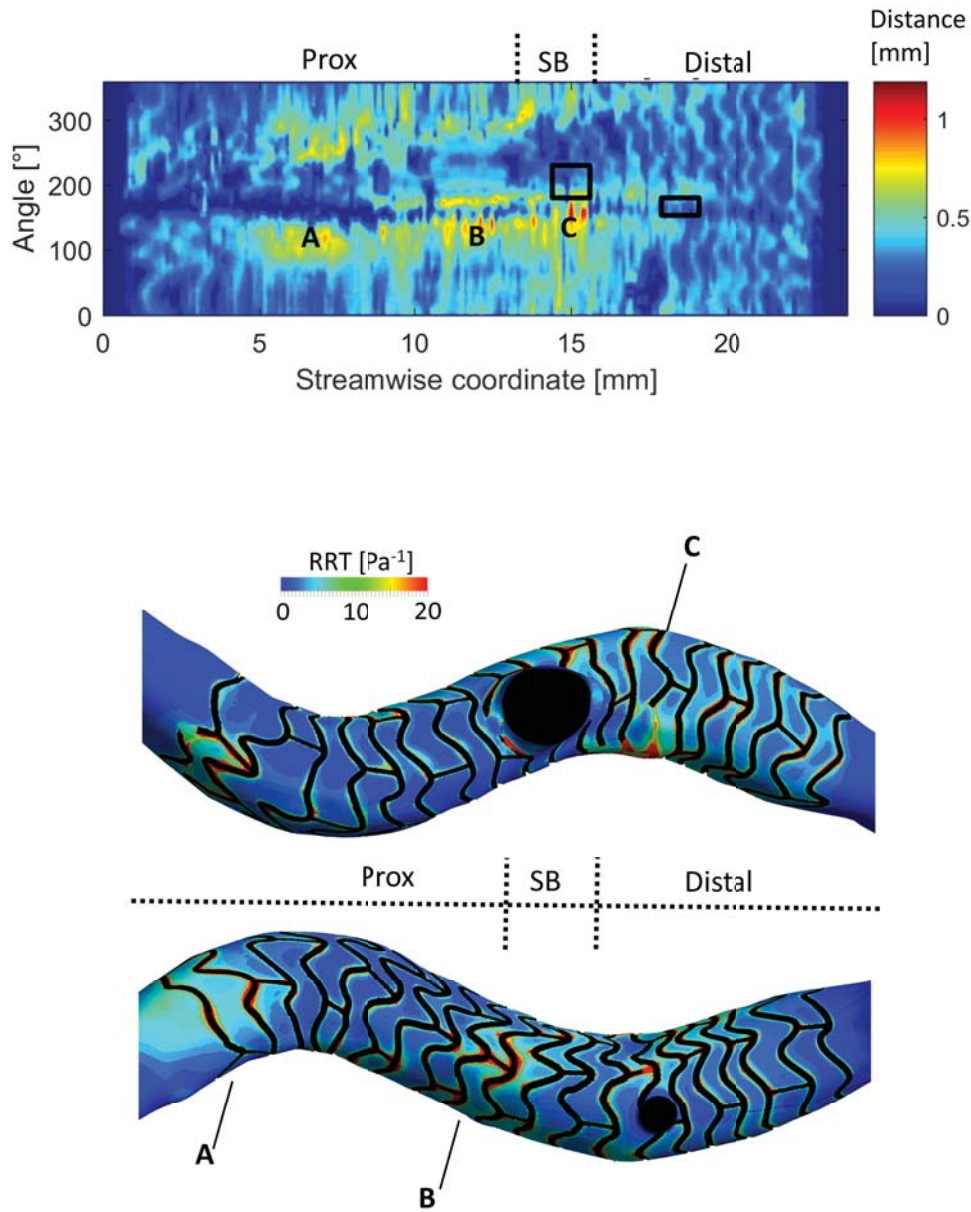 Distance
[mm]
Prox SB Distal
300
200
100
0
Angle [°]
A B C
0 5 10 15 20
Streamwise coordinate [mm]
1
0.5
0
C
RRT [Pa-1]
0 10 20
Prox SB Distal
A
B